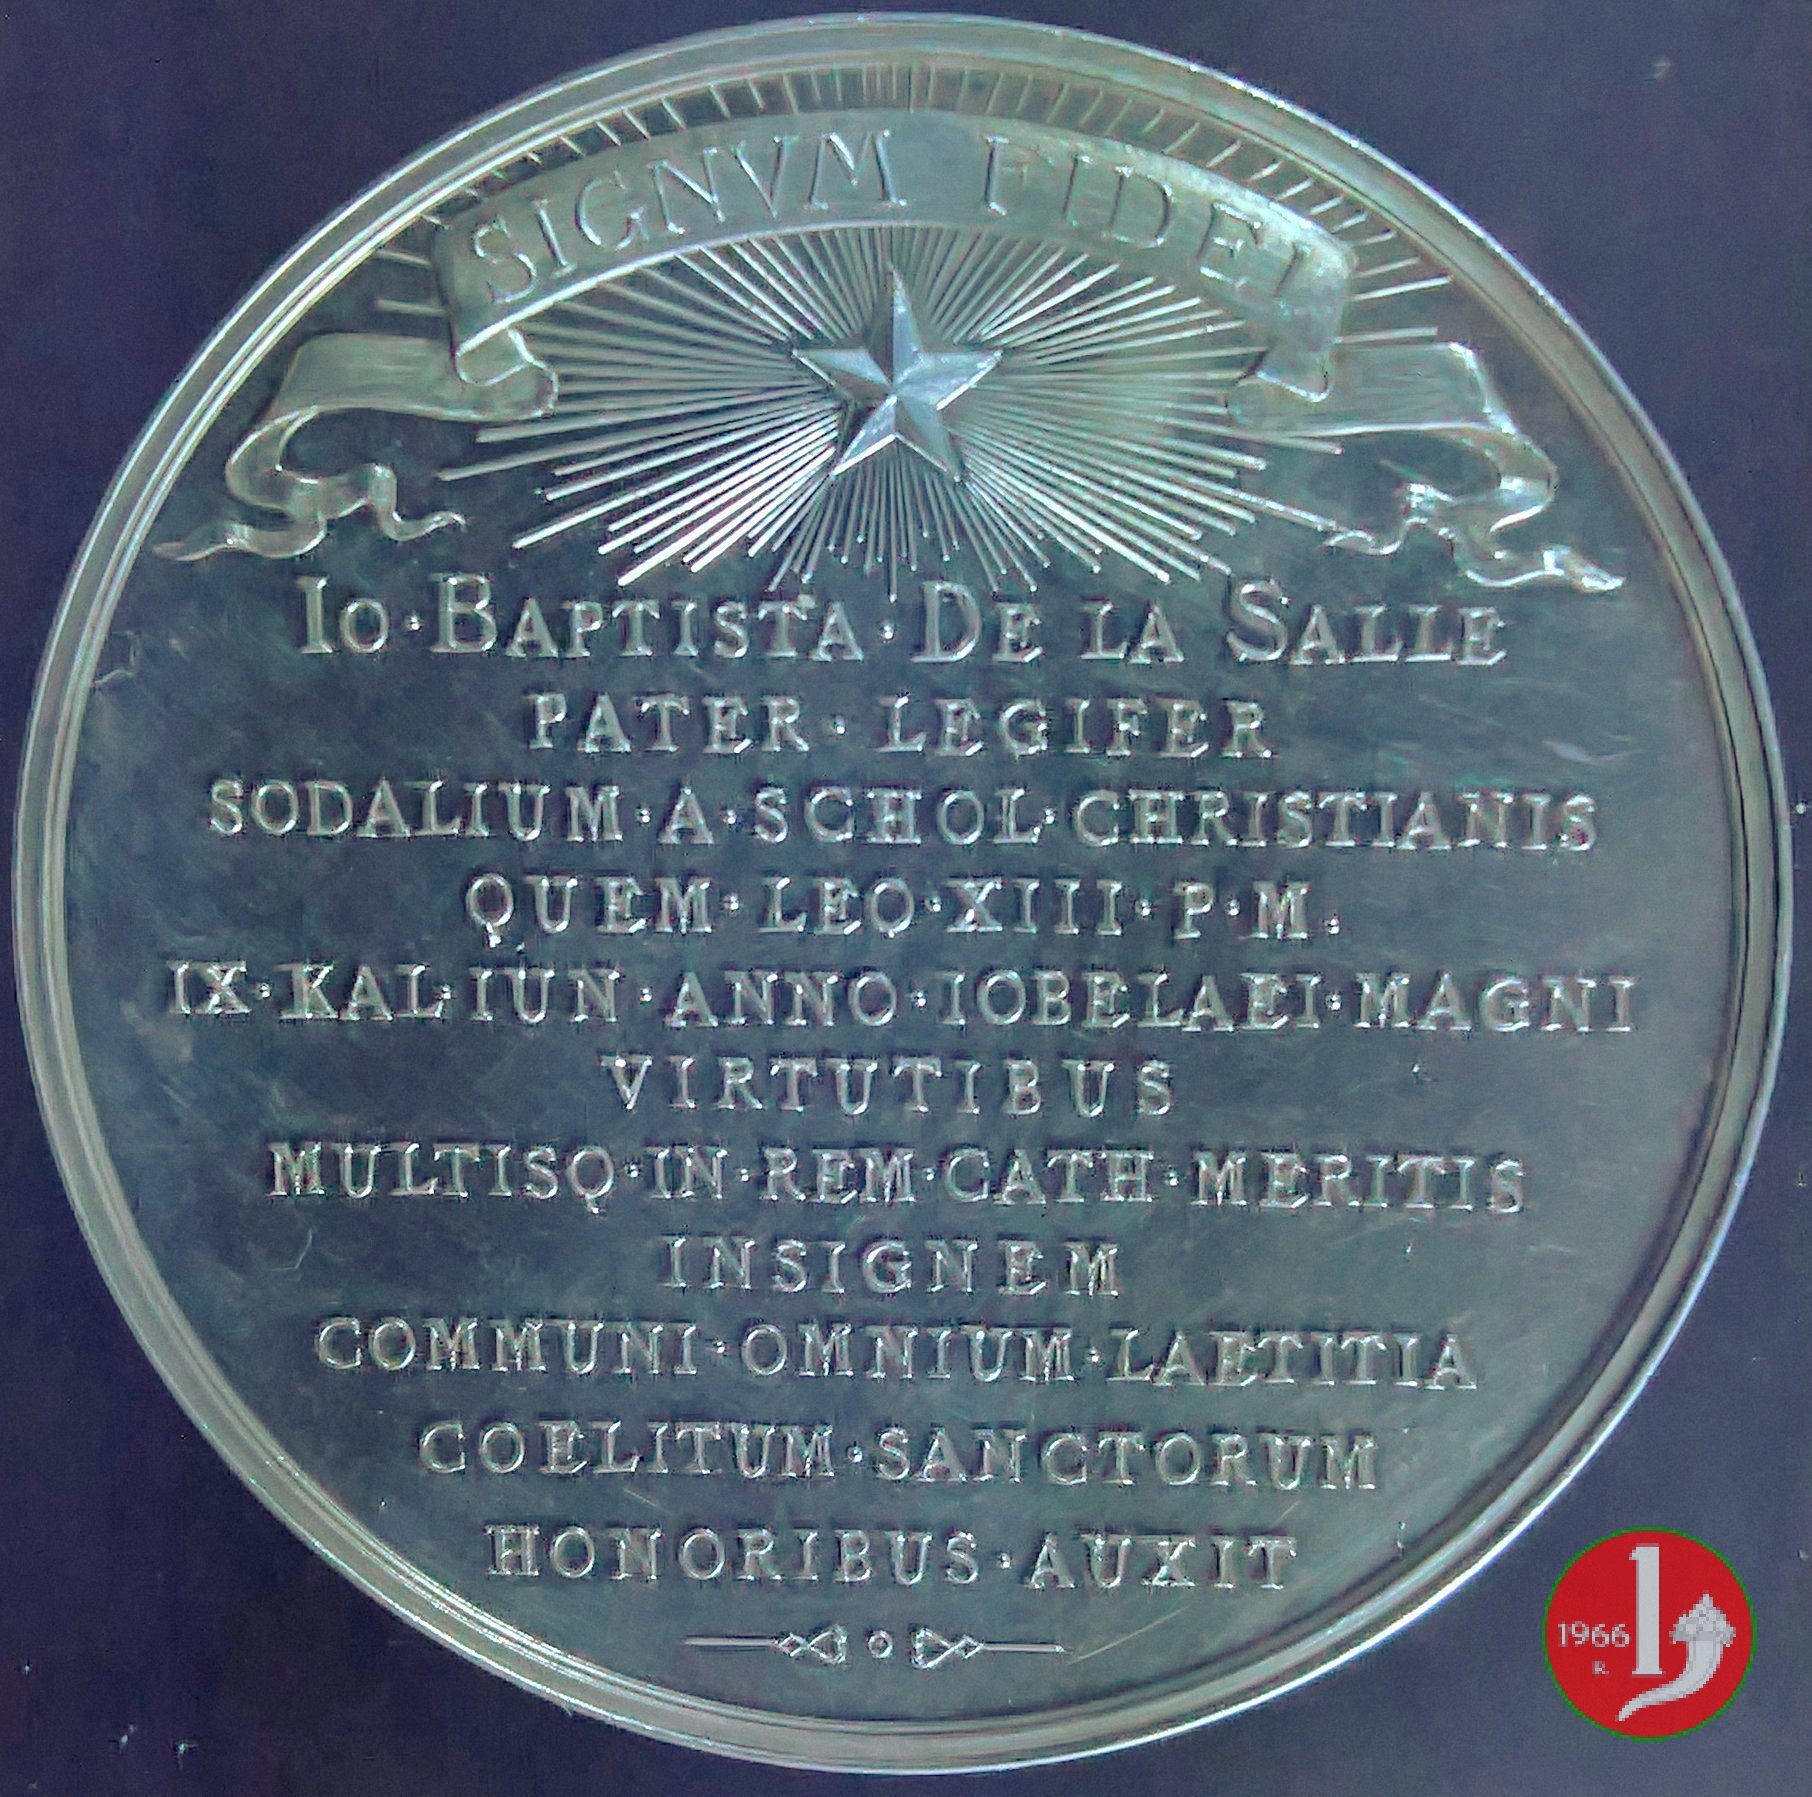 SIGNVM FIDEI
IO · BAPTISTA · DE LA SALLE
PATER · LEGIFER
SODALIUM · A · SCHOL · CHRISTIANIS
QUEM · LEO · XIII · P · M ·
IX · KAL · IUN · ANNO · IOBELAEI · MAGNI
VIRTUTIBUS
MULTISQ · IN · REM · CATH · MERITIS
INSIGNEM
COMMUNI · OMNIUM · LAETITIA
COELITUM · SANCTORUM
HONORIBUS · AUXIT
1966
R